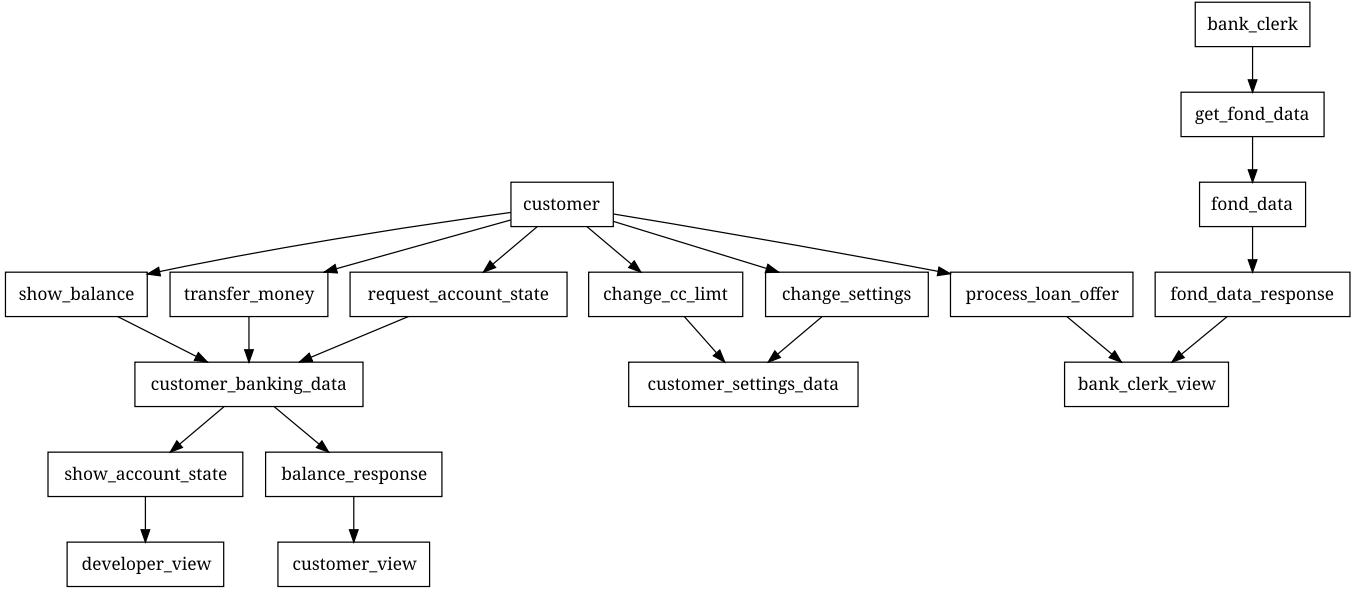 bank_clerk
get_fond_data
customer
fond_data
show_balance
transfer_money
request_account_state
change_cc_limt
change_settings
process_loan_offer
fond_data_response
customer_banking_data
customer_settings_data
bank_clerk_view
show_account_state
balance_response
developer_view
customer_view